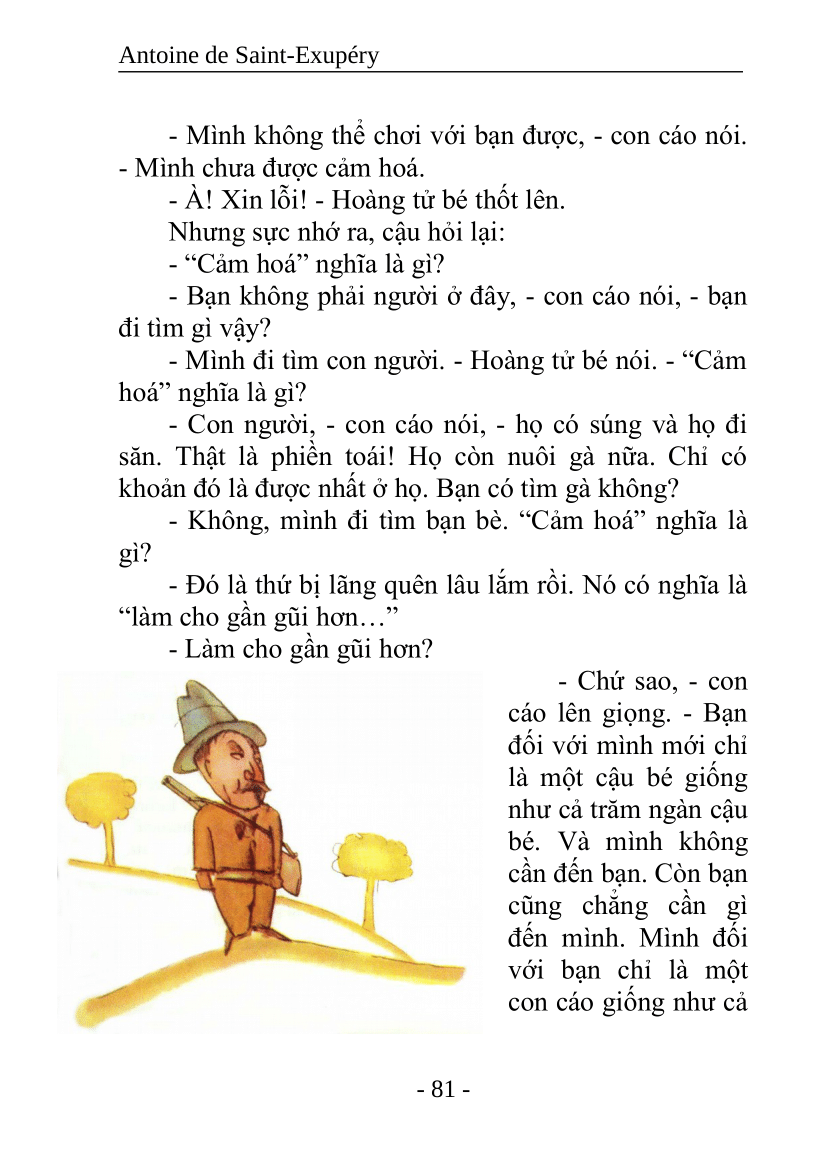 Antoine de Saint-Exupéry
- Mình không thể chơi với bạn được, - con cáo nói.
- Mình chưa được cảm hoá.
- À! Xin lỗi! - Hoàng tử bé thốt lên.
Nhưng sực nhớ ra, cậu hỏi lại:
- “Cảm hoá” nghĩa là gì?
- Bạn không phải người ở đây, - con cáo nói, - bạn
đi tìm gì vậy?
- Mình đi tìm con người. - Hoàng tử bé nói. - “Cảm
hoá” nghĩa là gì?
- Con người, - con cáo nói, - họ có súng và họ đi
săn. Thật là phiền toái! Họ còn nuôi gà nữa. Chỉ có
khoản đó là được nhất ở họ. Bạn có tìm gà không?
- Không, mình đi tìm bạn bè. “Cảm hoá” nghĩa là
gì?
- Đó là thứ bị lãng quên lâu lắm rồi. Nó có nghĩa là
“làm cho gần gũi hơn…”
- Làm cho gần gũi hơn?
- Chứ sao, - con
cáo lên giọng. - Bạn
đối với mình mới chỉ
là một cậu bé giống
như cả trăm ngàn cậu
bé. Và mình không
cần đến bạn. Còn bạn
cũng chẳng cần gì
đến mình. Mình đối
với bạn chỉ là một
con cáo giống như cả
- 81 -